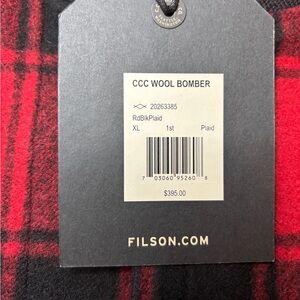 CCC WOOL BOMBER
20263385
RdBlkPlaid
XL 1st Plaid
7 03060 95260 8
$395.00
FILSON.COM